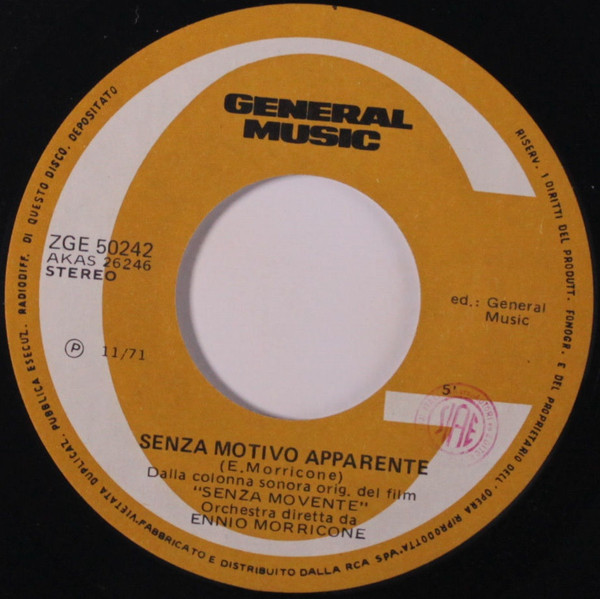 GENERAL
MUSIC
ZGE 50242
AKAS 26246
STEREO
Ⓟ 11/71
ed.: General
Music
5'
SIAE
SENZA MOTIVO APPARENTE
(E. Morricone)
Dalla colonna sonora orig. del film
"SENZA MOVENTE"
Orchestra diretta da
ENNIO MORRICONE
RISERV. I DIRITTI DEL PRODUTT. FONOGR. E DEL PROPRIETARIO DELL'OPERA RIPRODOTTA. VIETATA DUPLICAZ. PUBBLICA ESECUZ. RADIODIFF. DI QUESTO DISCO. DEPOSITATO
FABBRICATO E DISTRIBUITO DALLA RCA SPA.